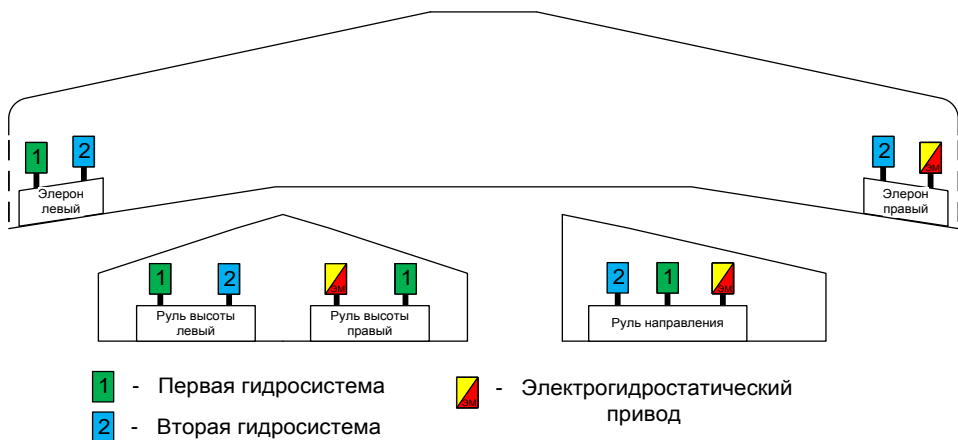 1
2
2
эм
Элерон
левый
Элерон
правый
1
2
эм
1
2
1
эм
Руль высоты
левый
Руль высоты
правый
Руль направления
1 - Первая гидросистема
эм - Электрогидростатический
привод
2 - Вторая гидросистема